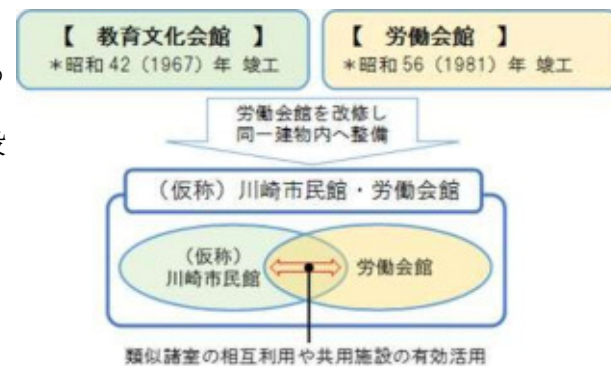 【 教育文化会館 】
*昭和 42（1967）年 竣工
【 労働会館 】
*昭和 56（1981）年 竣工
労働会館を改修し
同一建物内へ整備
（仮称）川崎市民館・労働会館
（仮称）
川崎市民館
労働会館
類似諸室の相互利用や共用施設の有効活用